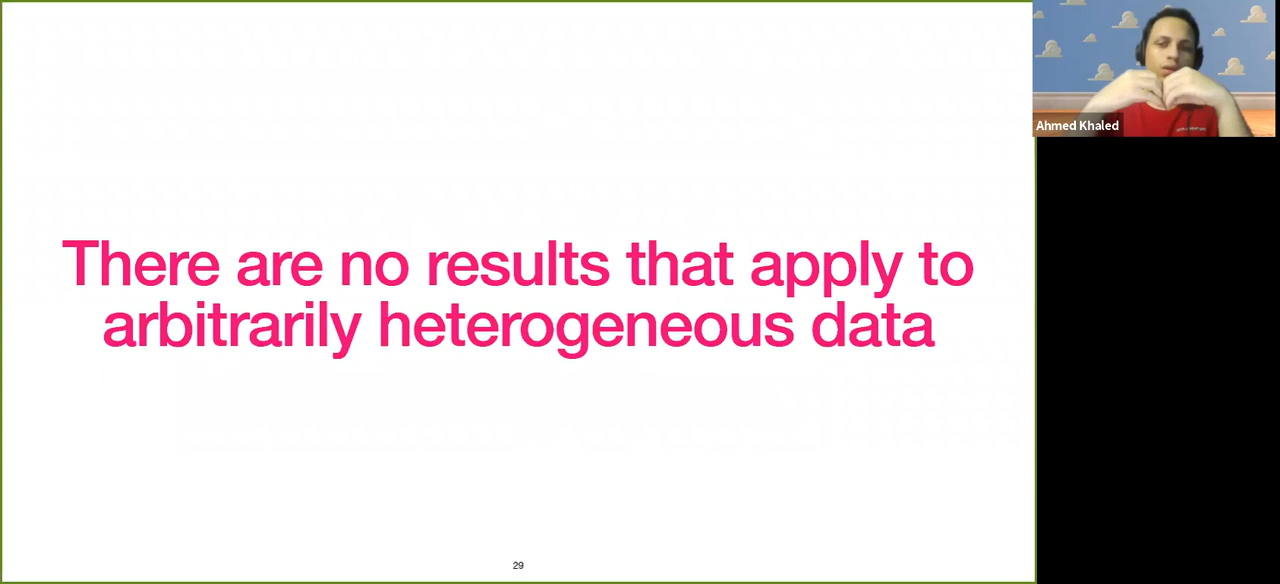 There are no results that apply to
arbitrarily heterogeneous data
29
Ahmed Khaled